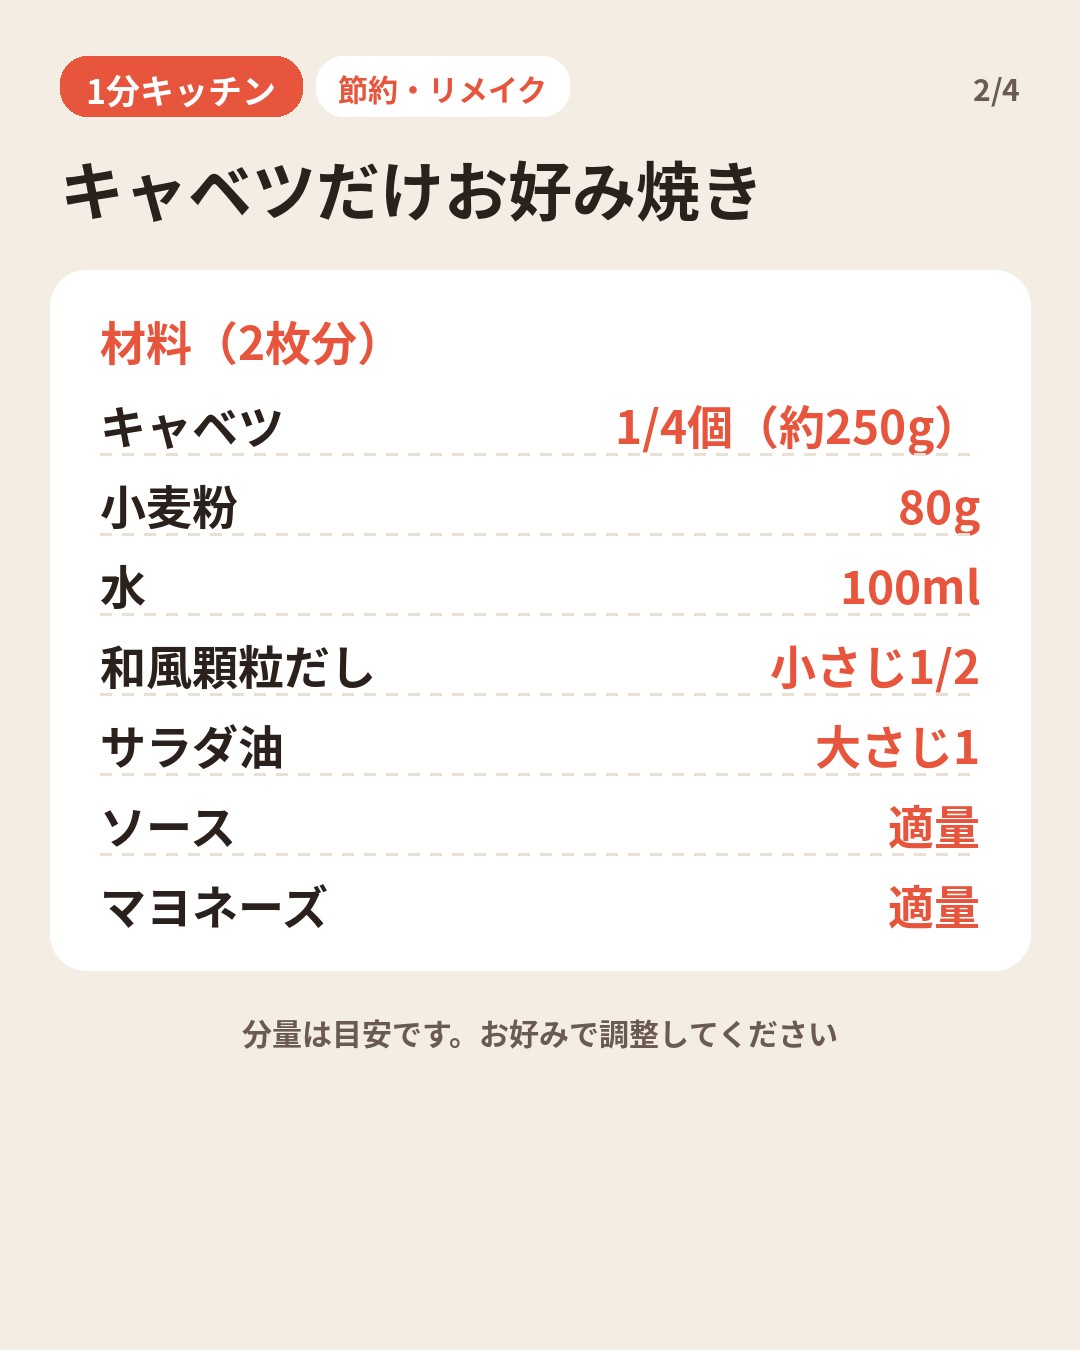 1分キッチン 節約・リメイク 2/4
キャベツだけお好み焼き
材料（2枚分）
キャベツ 1/4個（約250g）
小麦粉 80g
水 100ml
和風顆粒だし 小さじ1/2
サラダ油 大さじ1
ソース 適量
マヨネーズ 適量
分量は目安です。お好みで調整してください